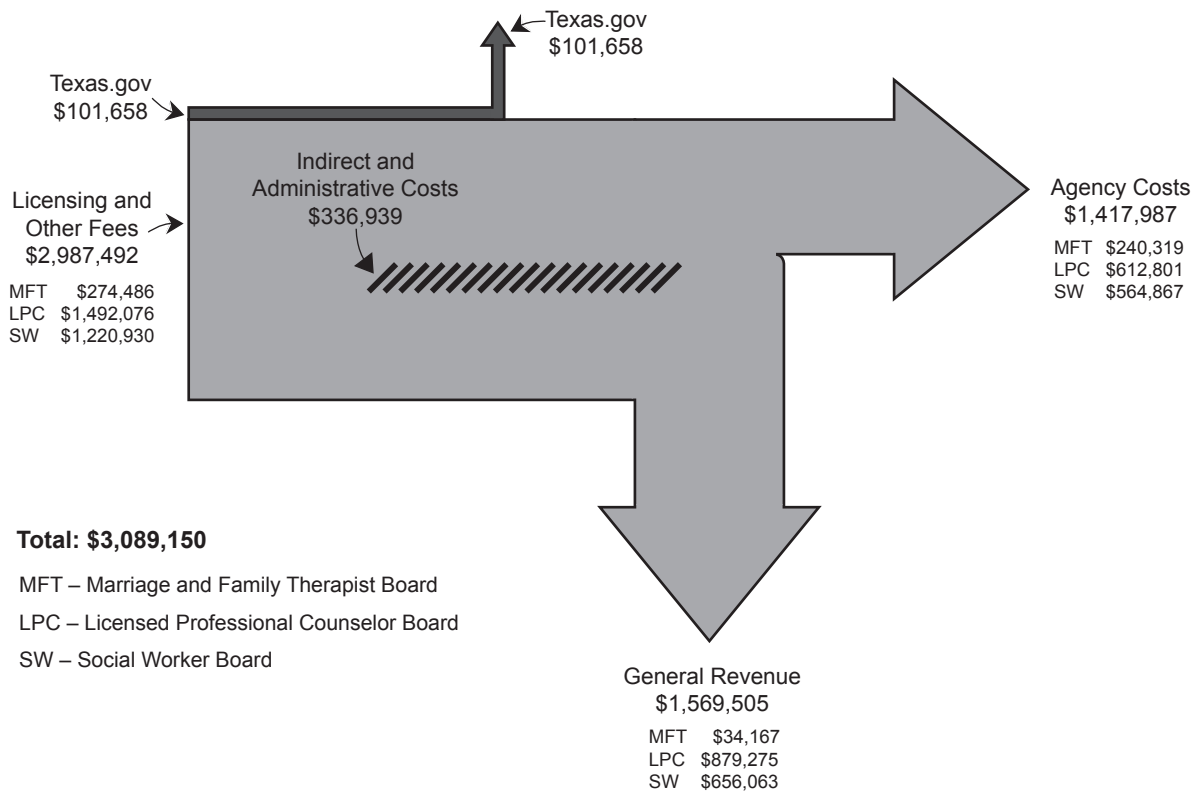 Texas.gov
$101,658
Texas.gov
$101,658
Indirect and
Administrative Costs
$336,939
Licensing and
Other Fees
$2,987,492
MFT $274,486
LPC $1,492,076
SW $1,220,930
Agency Costs
$1,417,987
MFT $240,319
LPC $612,801
SW $564,867
Total: $3,089,150
MFT – Marriage and Family Therapist Board
LPC – Licensed Professional Counselor Board
SW – Social Worker Board
General Revenue
$1,569,505
MFT $34,167
LPC $879,275
SW $656,063